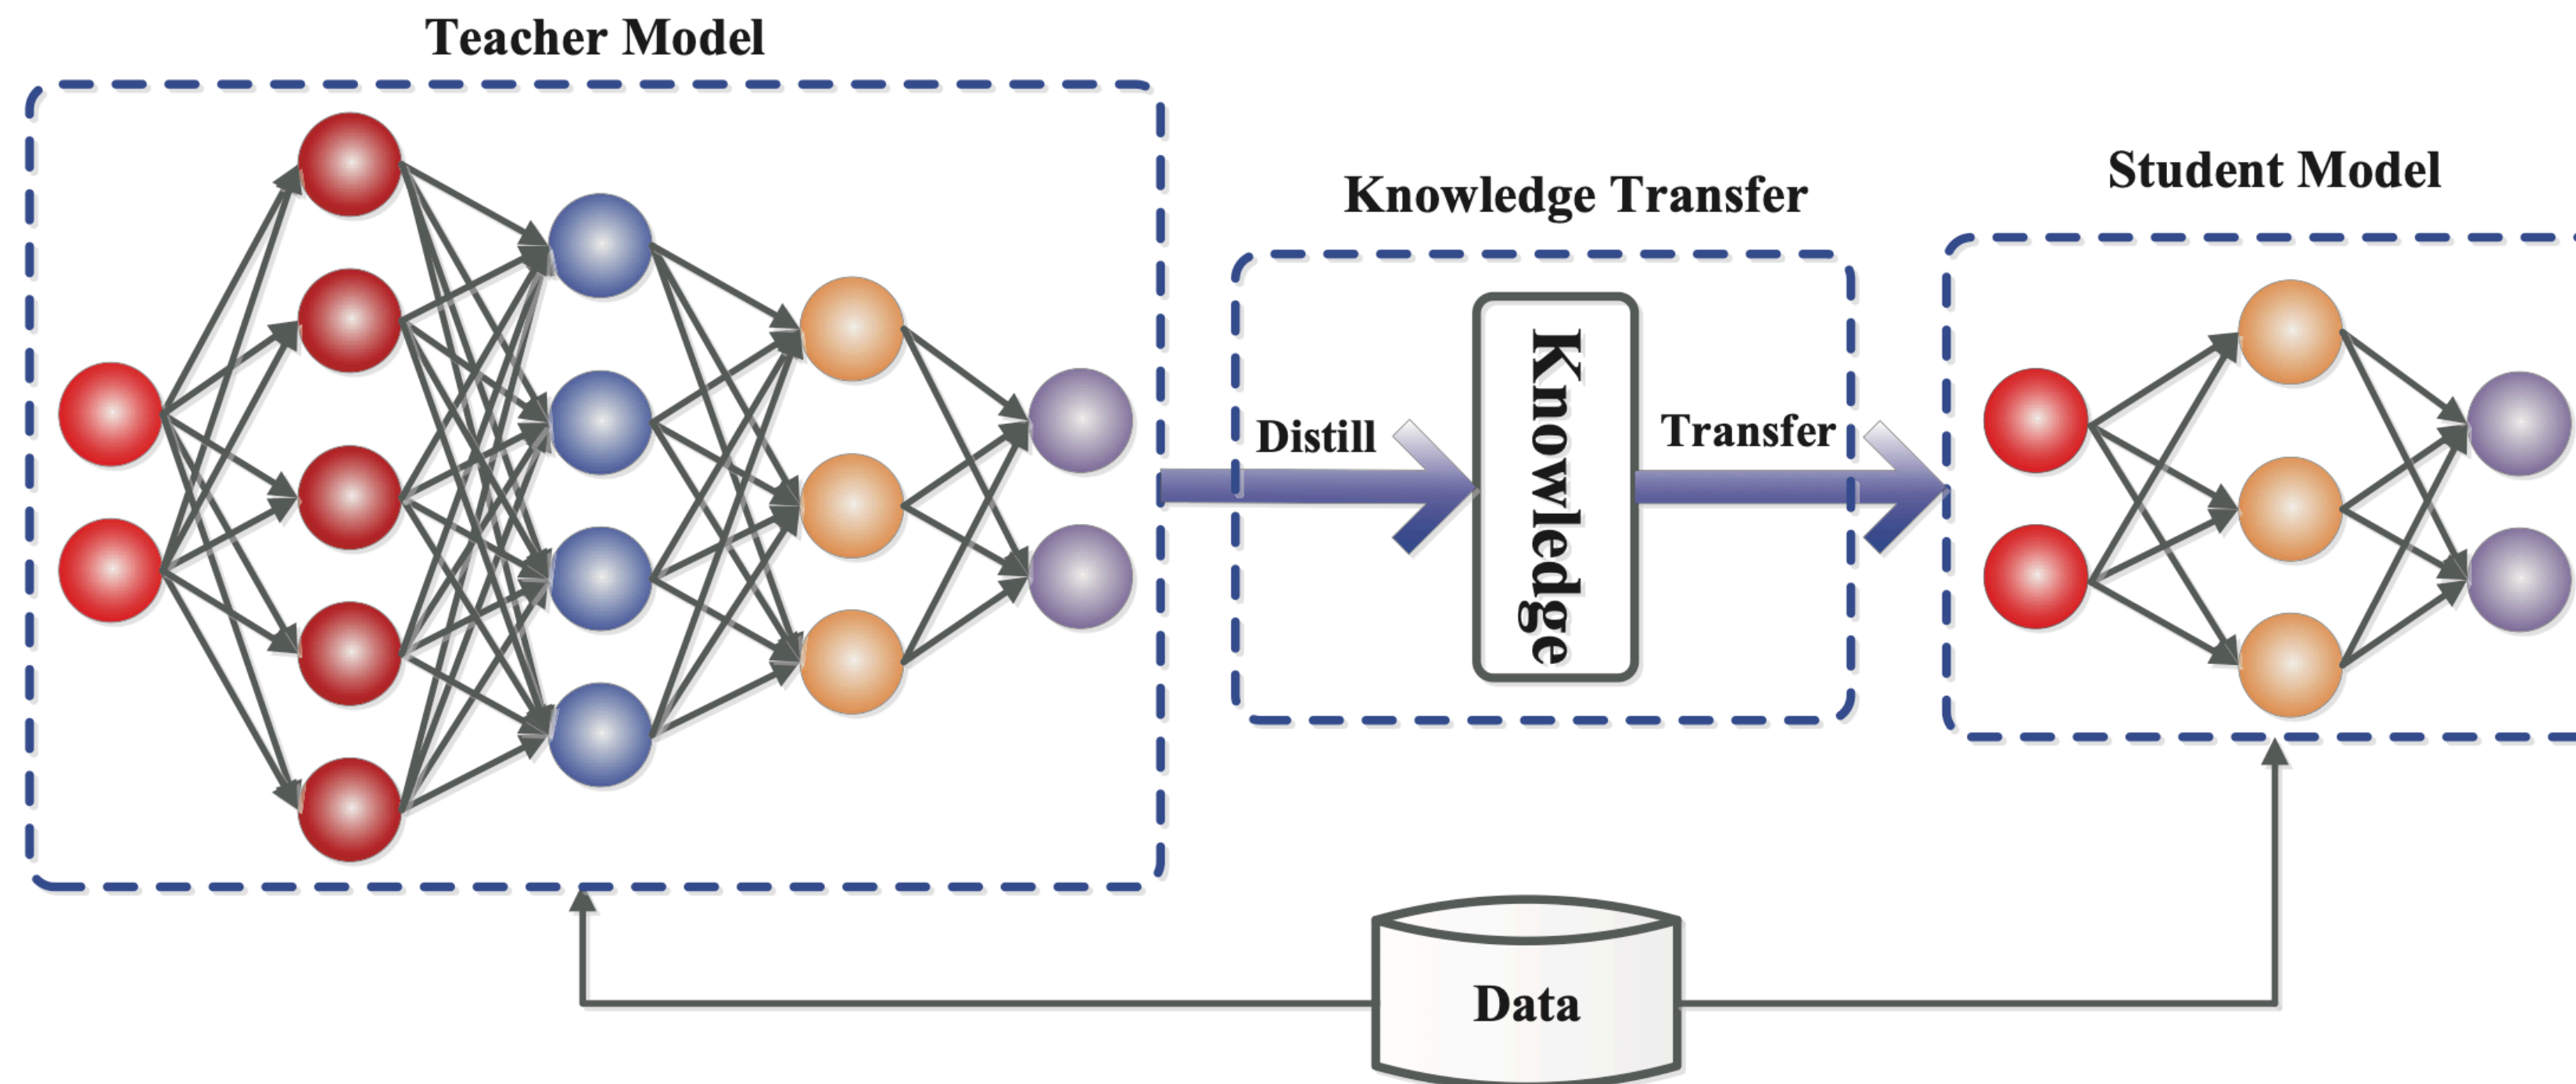 Teacher Model
Knowledge Transfer
Student Model
Distill
Knowledge
Transfer
Data